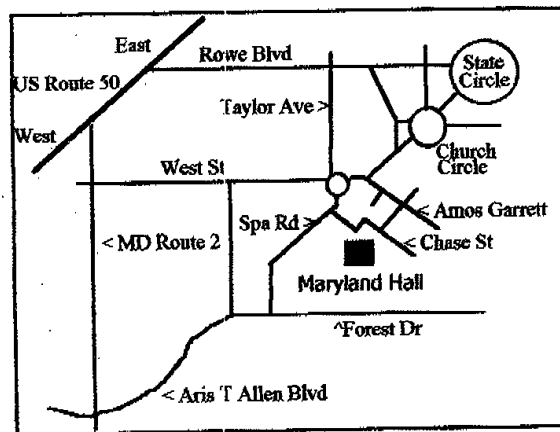 East
Rowe Blvd
State
Circle
US Route 50
Taylor Ave >
West
Church
Circle
West St
< Amos Garrett
Spa Rd >
< MD Route 2
< Chase St
Maryland Hall
^Forest Dr
< Aris T Allen Blvd